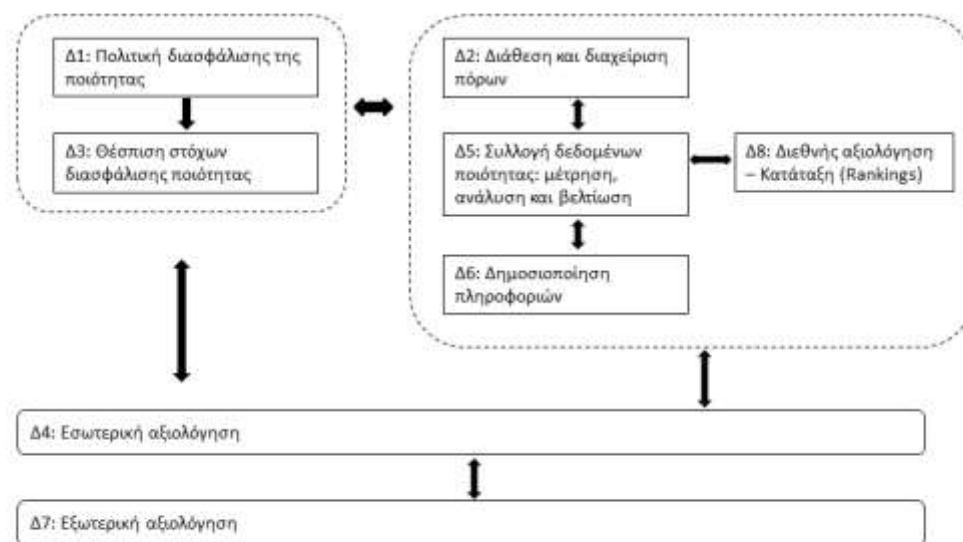 Δ1: Πολιτική διασφάλισης της
ποιότητας
Δ3: Θέσπιση στόχων
διασφάλισης ποιότητας
Δ2: Διάθεση και διαχείριση
πόρων
Δ5: Συλλογή δεδομένων
ποιότητας: μέτρηση,
ανάλυση και βελτίωση
Δ8: Διεθνής αξιολόγηση
– Κατάταξη (Rankings)
Δ6: Δημοσιοποίηση
πληροφοριών
Δ4: Εσωτερική αξιολόγηση
Δ7: Εξωτερική αξιολόγηση